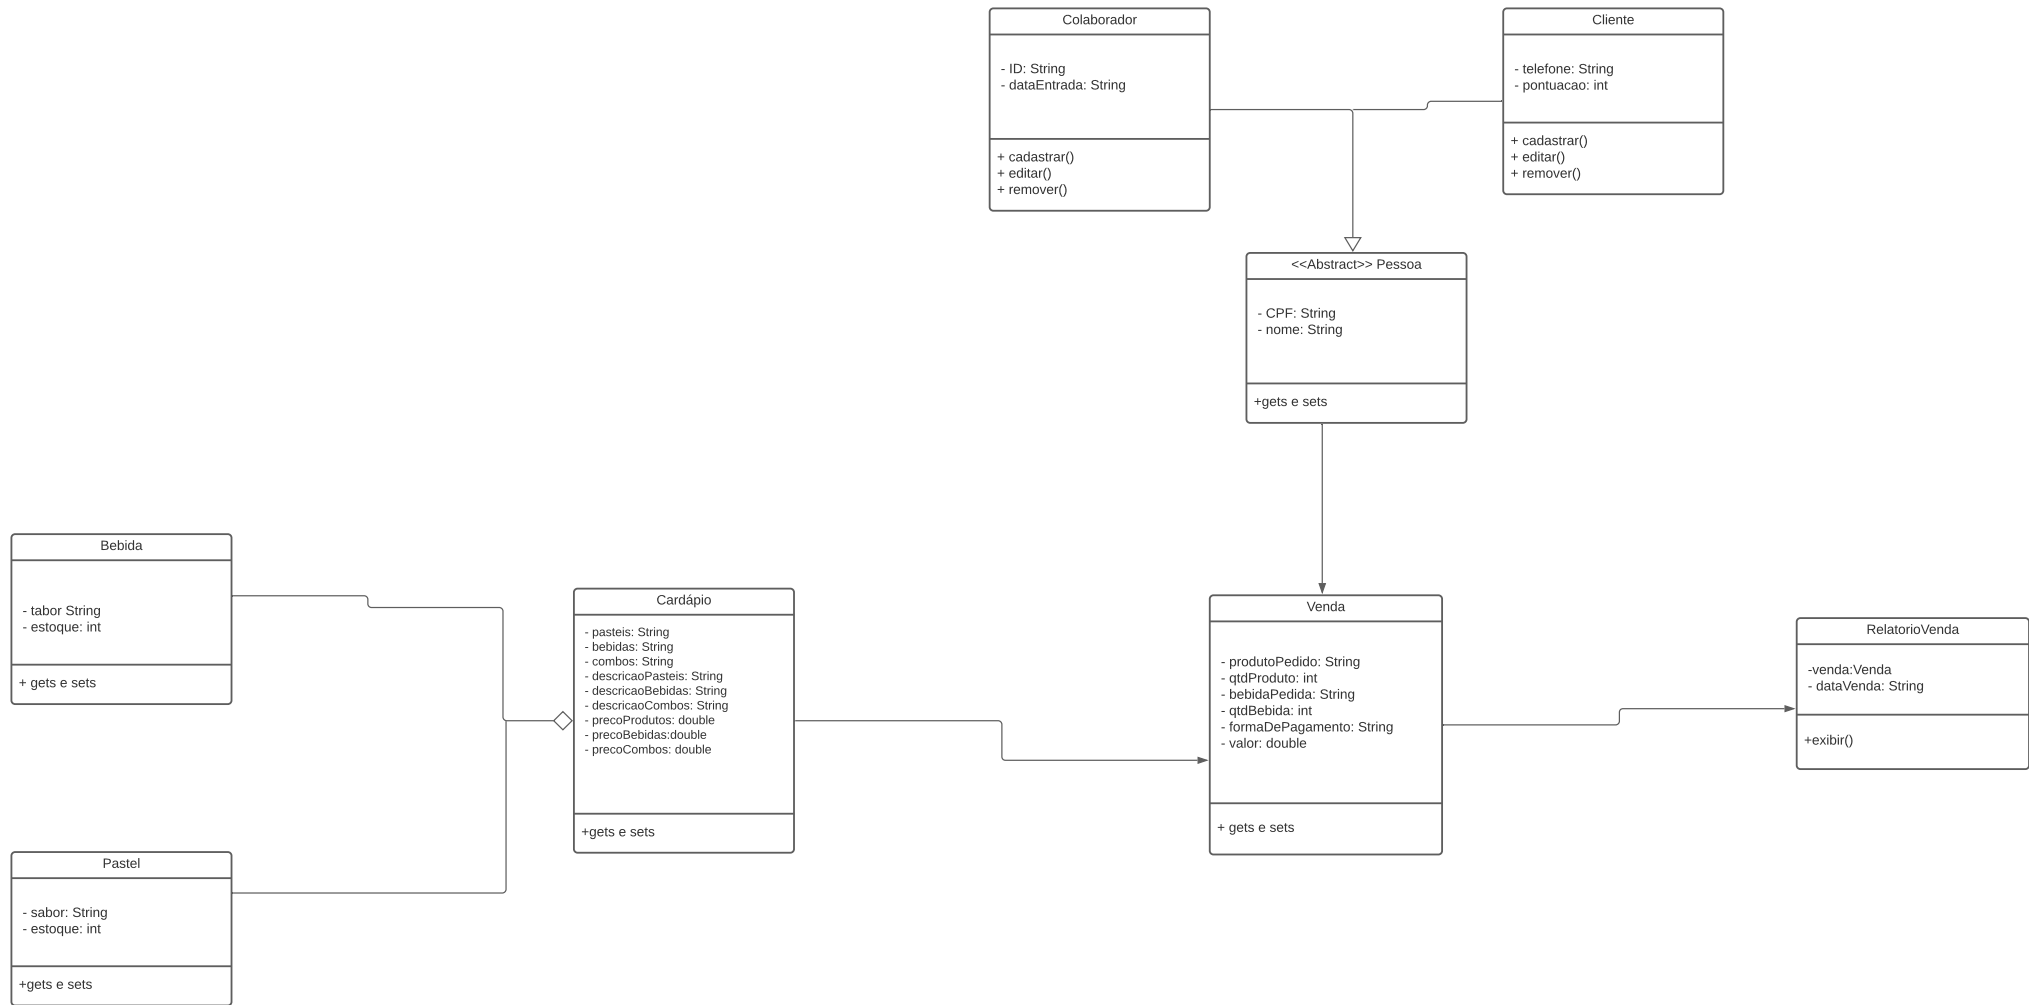 Colaborador
- ID: String
- dataEntrada: String
+ cadastrar()
+ editar()
+ remover()
Cliente
- telefone: String
- pontuacao: int
+ cadastrar()
+ editar()
+ remover()
<<Abstract>> Pessoa
- CPF: String
- nome: String
+gets e sets
Bebida
- tabor String
- estoque: int
+ gets e sets
Cardápio
- pasteis: String
- bebidas: String
- combos: String
- descricaoPasteis: String
- descricaoBebidas: String
- descricaoCombos: String
- precoProdutos: double
- precoBebidas:double
- precoCombos: double
+gets e sets
Venda
- produtoPedido: String
- qtdProduto: int
- bebidaPedida: String
- qtdBebida: int
- formaDePagamento: String
- valor: double
+ gets e sets
RelatorioVenda
-venda:Venda
- dataVenda: String
+exibir()
Pastel
- sabor: String
- estoque: int
+gets e sets